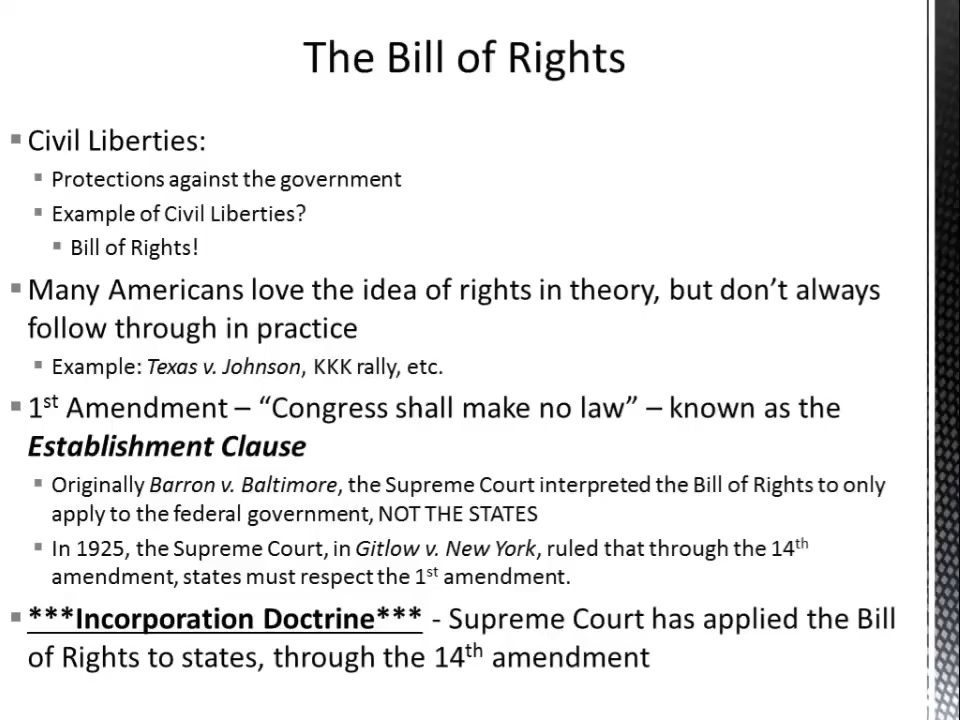 The Bill of Rights
Civil Liberties:
Protections against the government
Example of Civil Liberties?
Bill of Rights!
Many Americans love the idea of rights in theory, but don’t always
follow through in practice
Example: Texas v. Johnson, KKK rally, etc.
1st Amendment – “Congress shall make no law” – known as the
Establishment Clause
Originally Barron v. Baltimore, the Supreme Court interpreted the Bill of Rights to only
apply to the federal government, NOT THE STATES
In 1925, the Supreme Court, in Gitlow v. New York, ruled that through the 14th
amendment, states must respect the 1st amendment.
***Incorporation Doctrine*** - Supreme Court has applied the Bill
of Rights to states, through the 14th amendment